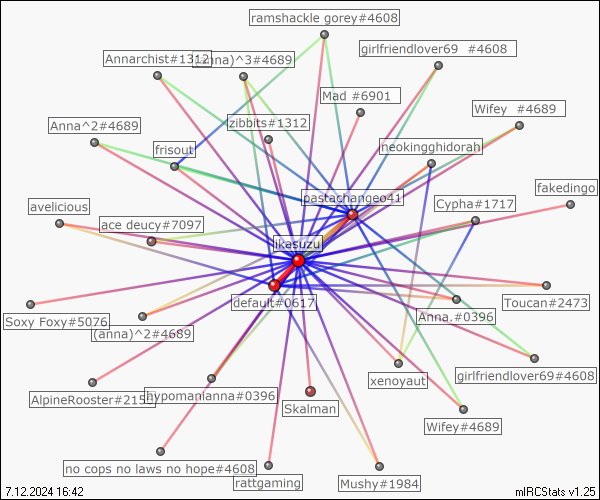 ramshackle gorey#4608
girlfriendlover69 #4608
Annarchist#1312
nna)^3#4689
Mad #6901
Wifey #4689
Anna^2#4689
zibbits#1312
frisout
neokingghidorah
fakedingo
pastachangeo41
Cypha#1717
avelicious
ace deucy#7097
ikasuzu
default#0617
Toucan#2473
Soxy Foxy#5076
Anna.#0396
(anna)^2#4689
girlfriendlover69#4608
xenoyaut
AlpineRooster#215
hypomanianna#0396
Skalman
Wifey#4689
no cops no laws no hope#4608
rattgaming
Mushy#1984
7.12.2024 16:42
mIRCStats v1.25